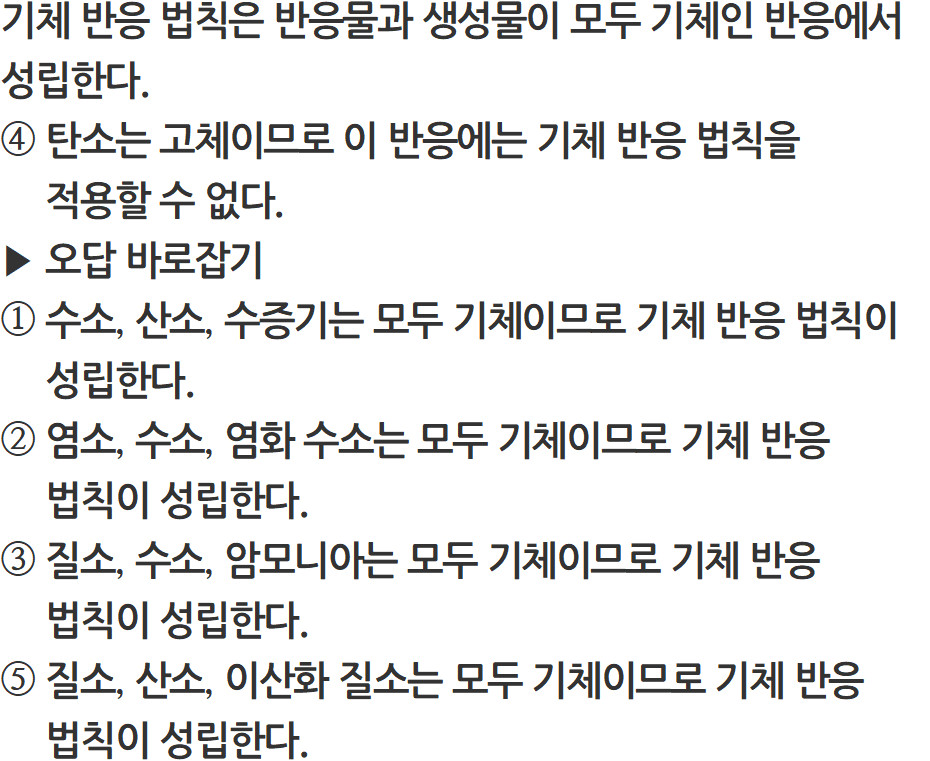 기체 반응 법칙은 반응물과 생성물이 모두 기체인 반응에서
성립한다.
④ 탄소는 고체이므로 이 반응에는 기체 반응 법칙을
적용할 수 없다.
▶ 오답 바로잡기
① 수소, 산소, 수증기는 모두 기체이므로 기체 반응 법칙이
성립한다.
② 염소, 수소, 염화 수소는 모두 기체이므로 기체 반응
법칙이 성립한다.
③ 질소, 수소, 암모니아는 모두 기체이므로 기체 반응
법칙이 성립한다.
⑤ 질소, 산소, 이산화 질소는 모두 기체이므로 기체 반응
법칙이 성립한다.